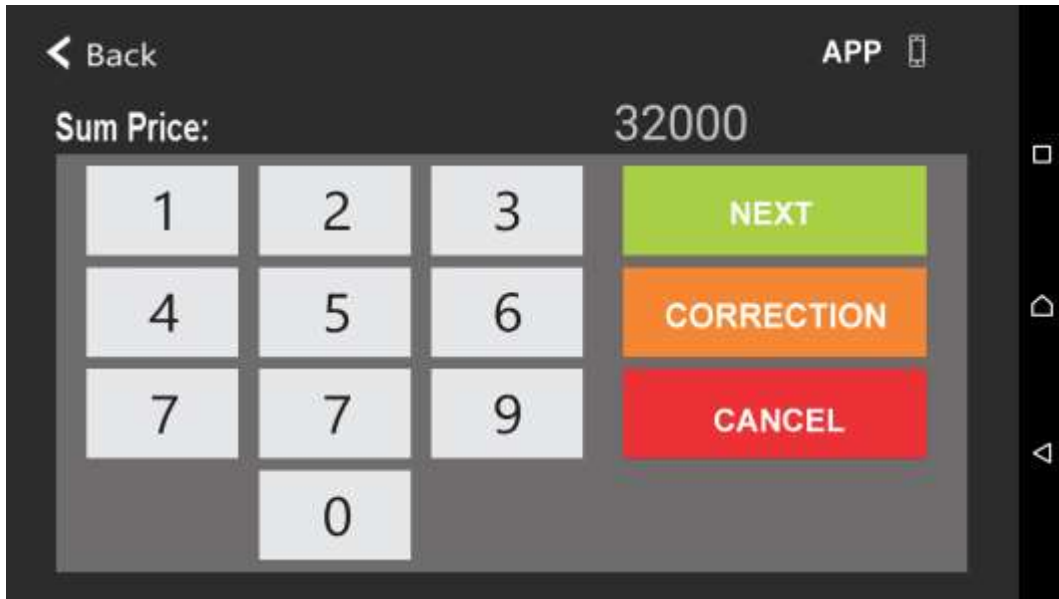 Back
APP
Sum Price:
32000
1 2 3
NEXT
4 5 6
CORRECTION
7 7 9
CANCEL
0